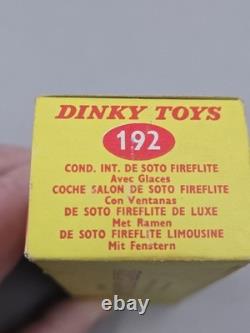 DINKY TOYS
192
COND. INT. DE SOTO FIREFLITE
Avec Glaces
COCHE SALON DE SOTO FIREFLITE
Con Ventanas
DE SOTO FIREFLITE DE LUXE
Met Ramen
DE SOTO FIREFLITE LIMOUSINE
Mit Fenstern